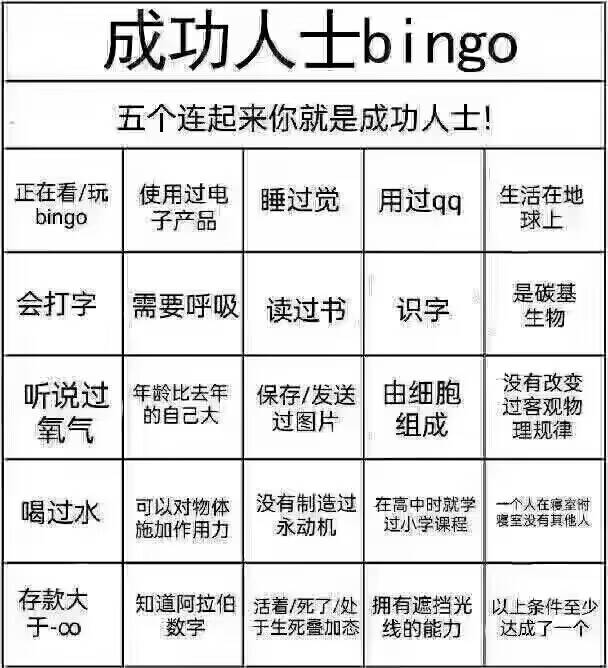 成功人士bingo
五个连起来你就是成功人士!
正在看/玩
bingo
使用过电
子产品
睡过觉
用过qq
生活在地
球上
会打字
需要呼吸
读过书
识字
是碳基
生物
听说过
氧气
年龄比去年
的自己大
保存/发送
过图片
由细胞
组成
没有改变
过客观物
理规律
喝过水
可以对物体
施加作用力
没有制造过
永动机
在高中时就学
过小学课程
一个人在寝室时
寝室没有其他人
存款大
于-∞
知道阿拉伯
数字
活着/死了/处
于生死叠加态
拥有遮挡光
线的能力
以上条件至少
达成了一个